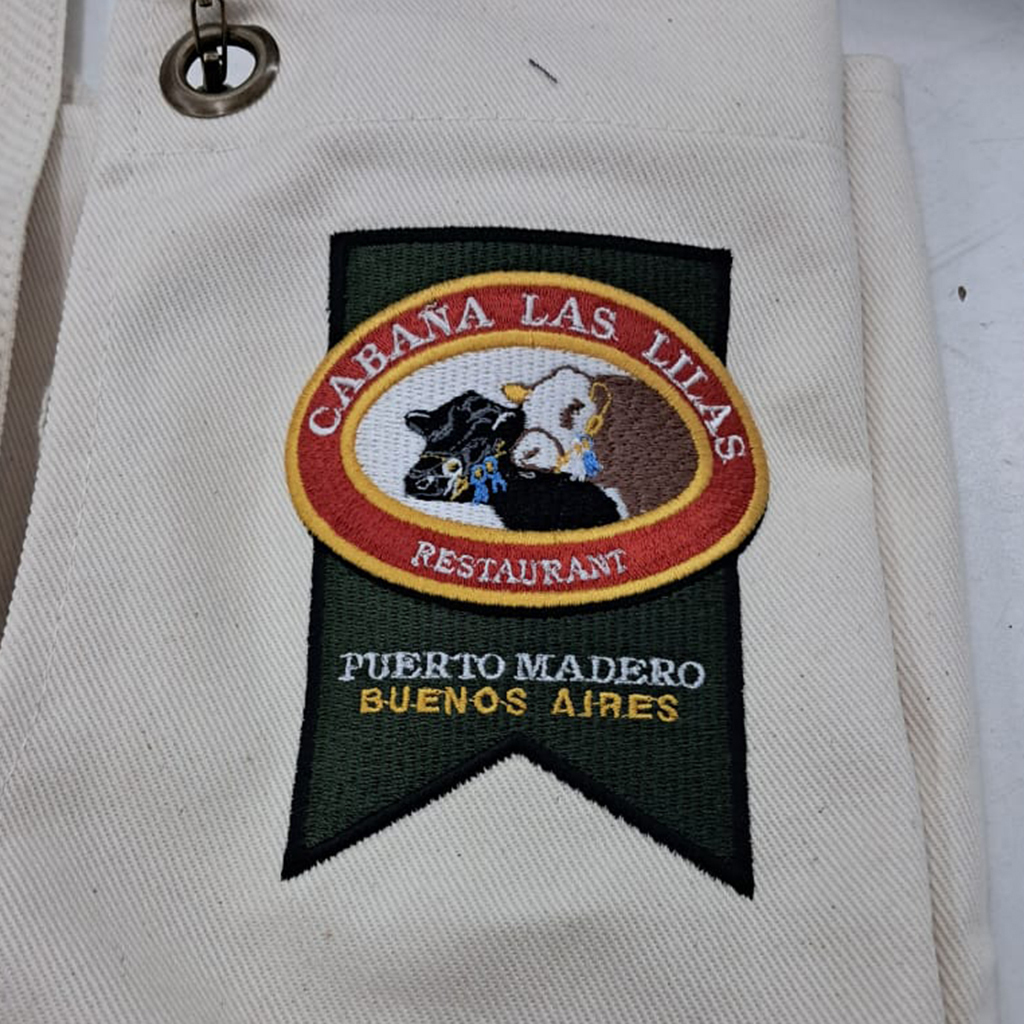 CABAÑA LAS LILAS
RESTAURANT
PUERTO MADERO
BUENOS AIRES